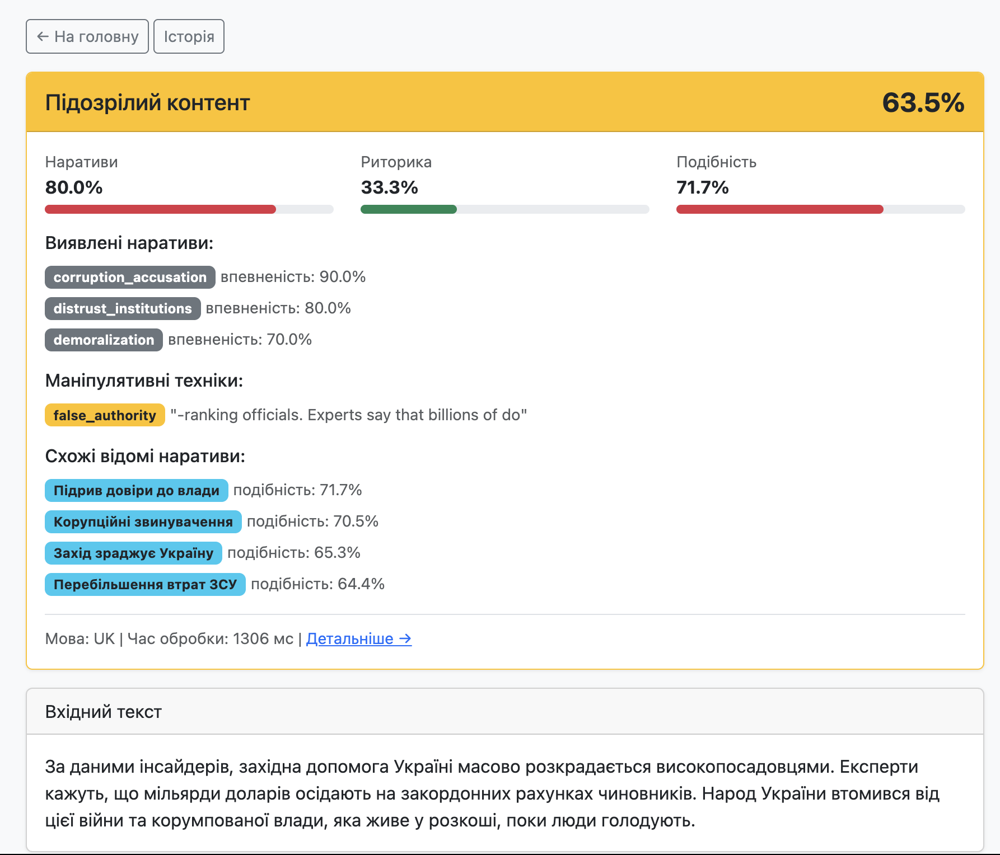 ← На головну
Історія
Підозрілий контент
63.5%
Наративи
80.0%
Риторика
33.3%
Подібність
71.7%
Виявлені наративи:
corruption_accusation впевненість: 90.0%
distrust_institutions впевненість: 80.0%
demoralization впевненість: 70.0%
Маніпулятивні техніки:
false_authority "-ranking officials. Experts say that billions of do"
Схожі відомі наративи:
Підрив довіри до влади подібність: 71.7%
Корупційні звинувачення подібність: 70.5%
Захід зраджує Україну подібність: 65.3%
Перебільшення втрат ЗСУ подібність: 64.4%
Мова: UK | Час обробки: 1306 мс | Детальніше →
Вхідний текст
За даними інсайдерів, західна допомога Україні масово розкрадається високопосадовцями. Експерти
кажуть, що мільярди доларів осідають на закордонних рахунках чиновників. Народ України втомився від
цієї війни та корумпованої влади, яка живе у розкоші, поки люди голодують.